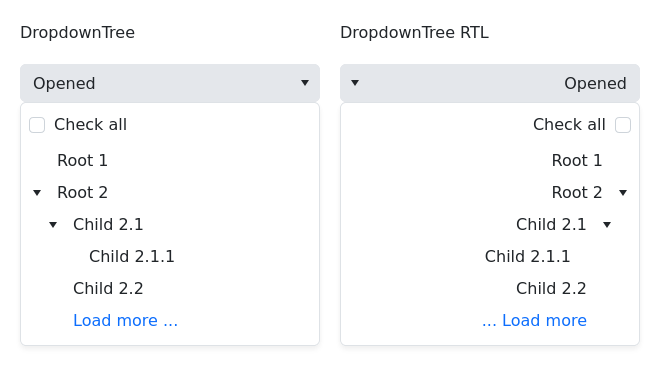 DropdownTree
Opened
Check all
Root 1
Root 2
Child 2.1
Child 2.1.1
Child 2.2
Load more ...
DropdownTree RTL
Opened
Check all
Root 1
Root 2
Child 2.1
Child 2.1.1
Child 2.2
... Load more